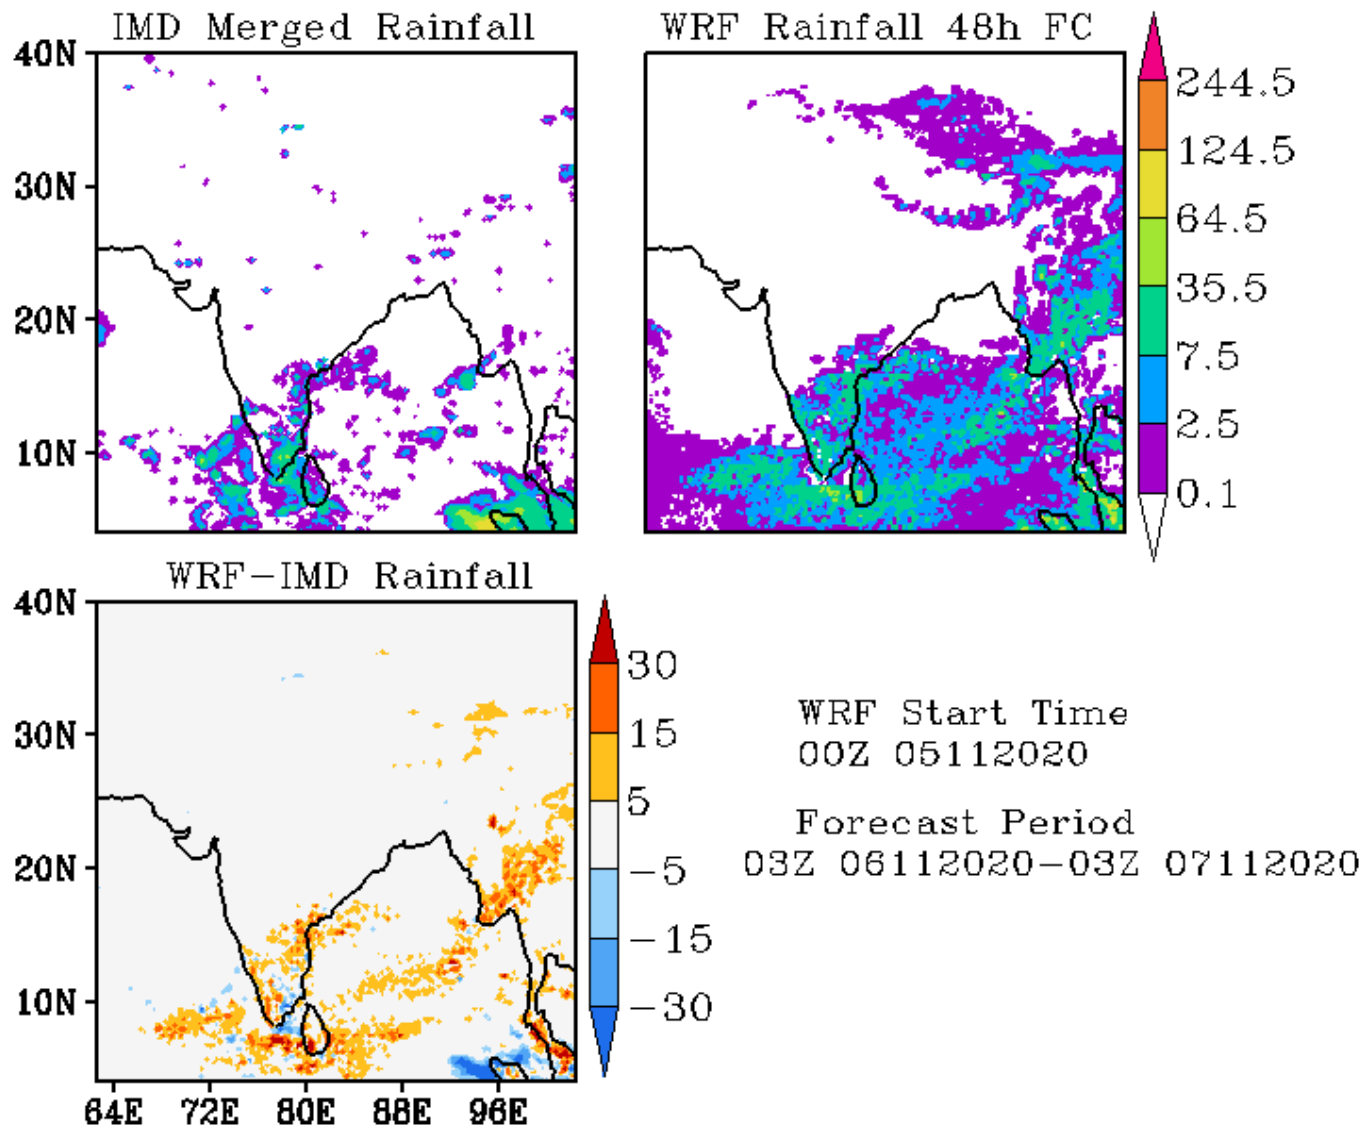 IMD Merged Rainfall
WRF Rainfall 48h FC
40N
30N
20N
10N
244.5
124.5
64.5
35.5
7.5
2.5
0.1
WRF-IMD Rainfall
40N
30N
20N
10N
64E 72E 80E 88E 96E
30
15
5
-5
-15
-30
WRF Start Time
00Z 05112020
Forecast Period
03Z 06112020-03Z 07112020